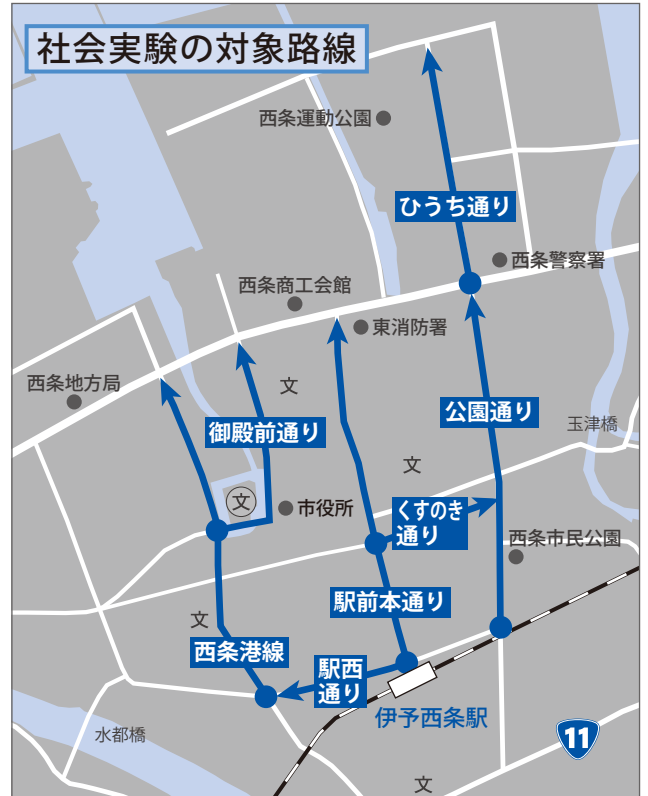 社会実験の対象路線
西条運動公園
ひうち通り
西条警察署
西条商工会館
東消防署
西条地方局
文
公園通り
御殿前通り
玉津橋
文
文
市役所
くすのき
通り
西条市民公園
駅前本通り
文
西条港線
駅西
通り
伊予西条駅
水都橋
11
文